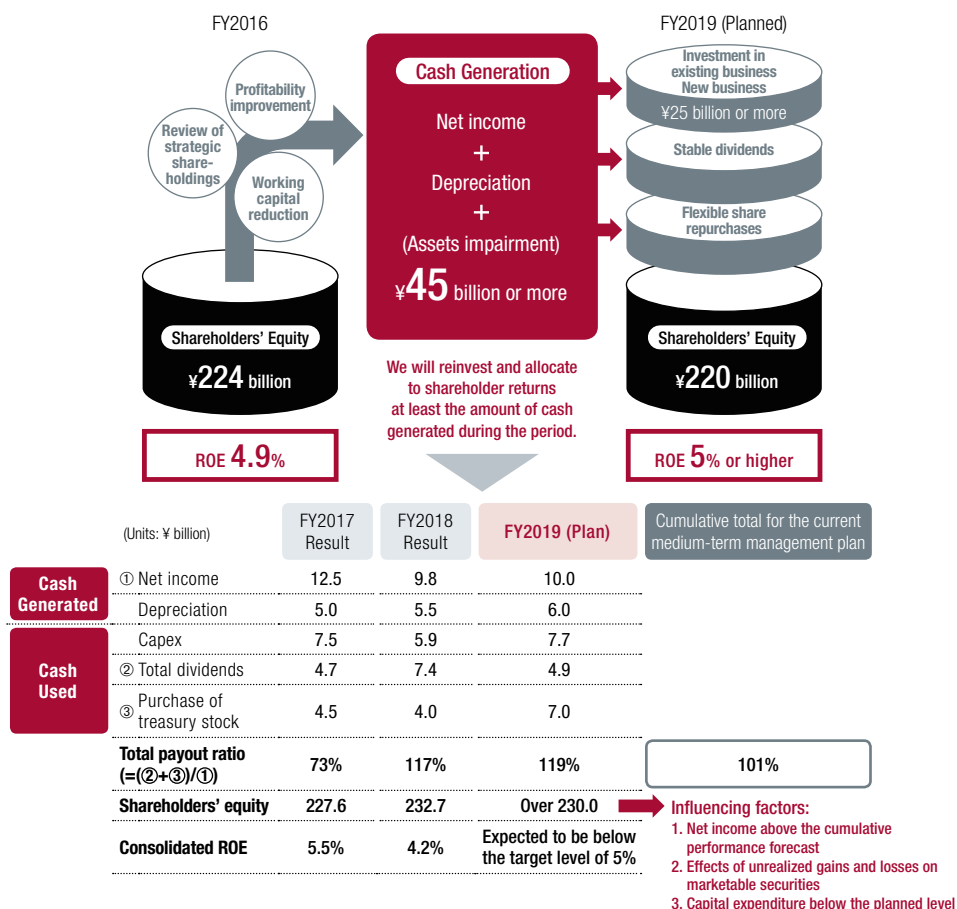 FY2016
FY2019 (Planned)
Profitability
improvement
Review of
strategic
share-
holdings
Working
capital
reduction
Shareholders' Equity
¥224 billion
ROE 4.9%
Cash Generation
Net income
+
Depreciation
+
(Assets impairment)
¥45 billion or more
We will reinvest and allocate
to shareholder returns
at least the amount of cash
generated during the period.
Investment in
existing business
New business
¥25 billion or more
Stable dividends
Flexible share
repurchases
Shareholders' Equity
¥220 billion
ROE 5% or higher
(Units: ¥ billion)
FY2017
Result
FY2018
Result
FY2019 (Plan)
Cumulative total for the current
medium-term management plan
Cash
Generated
① Net income 12.5 9.8 10.0
Depreciation 5.0 5.5 6.0
Cash
Used
Capex 7.5 5.9 7.7
② Total dividends 4.7 7.4 4.9
③ Purchase of
treasury stock 4.5 4.0 7.0
Total payout ratio
(=(②+③)/①) 73% 117% 119% 101%
Shareholders' equity 227.6 232.7 Over 230.0
Consolidated ROE 5.5% 4.2% Expected to be below
the target level of 5%
Influencing factors:
1. Net income above the cumulative
performance forecast
2. Effects of unrealized gains and losses on
marketable securities
3. Capital expenditure below the planned level